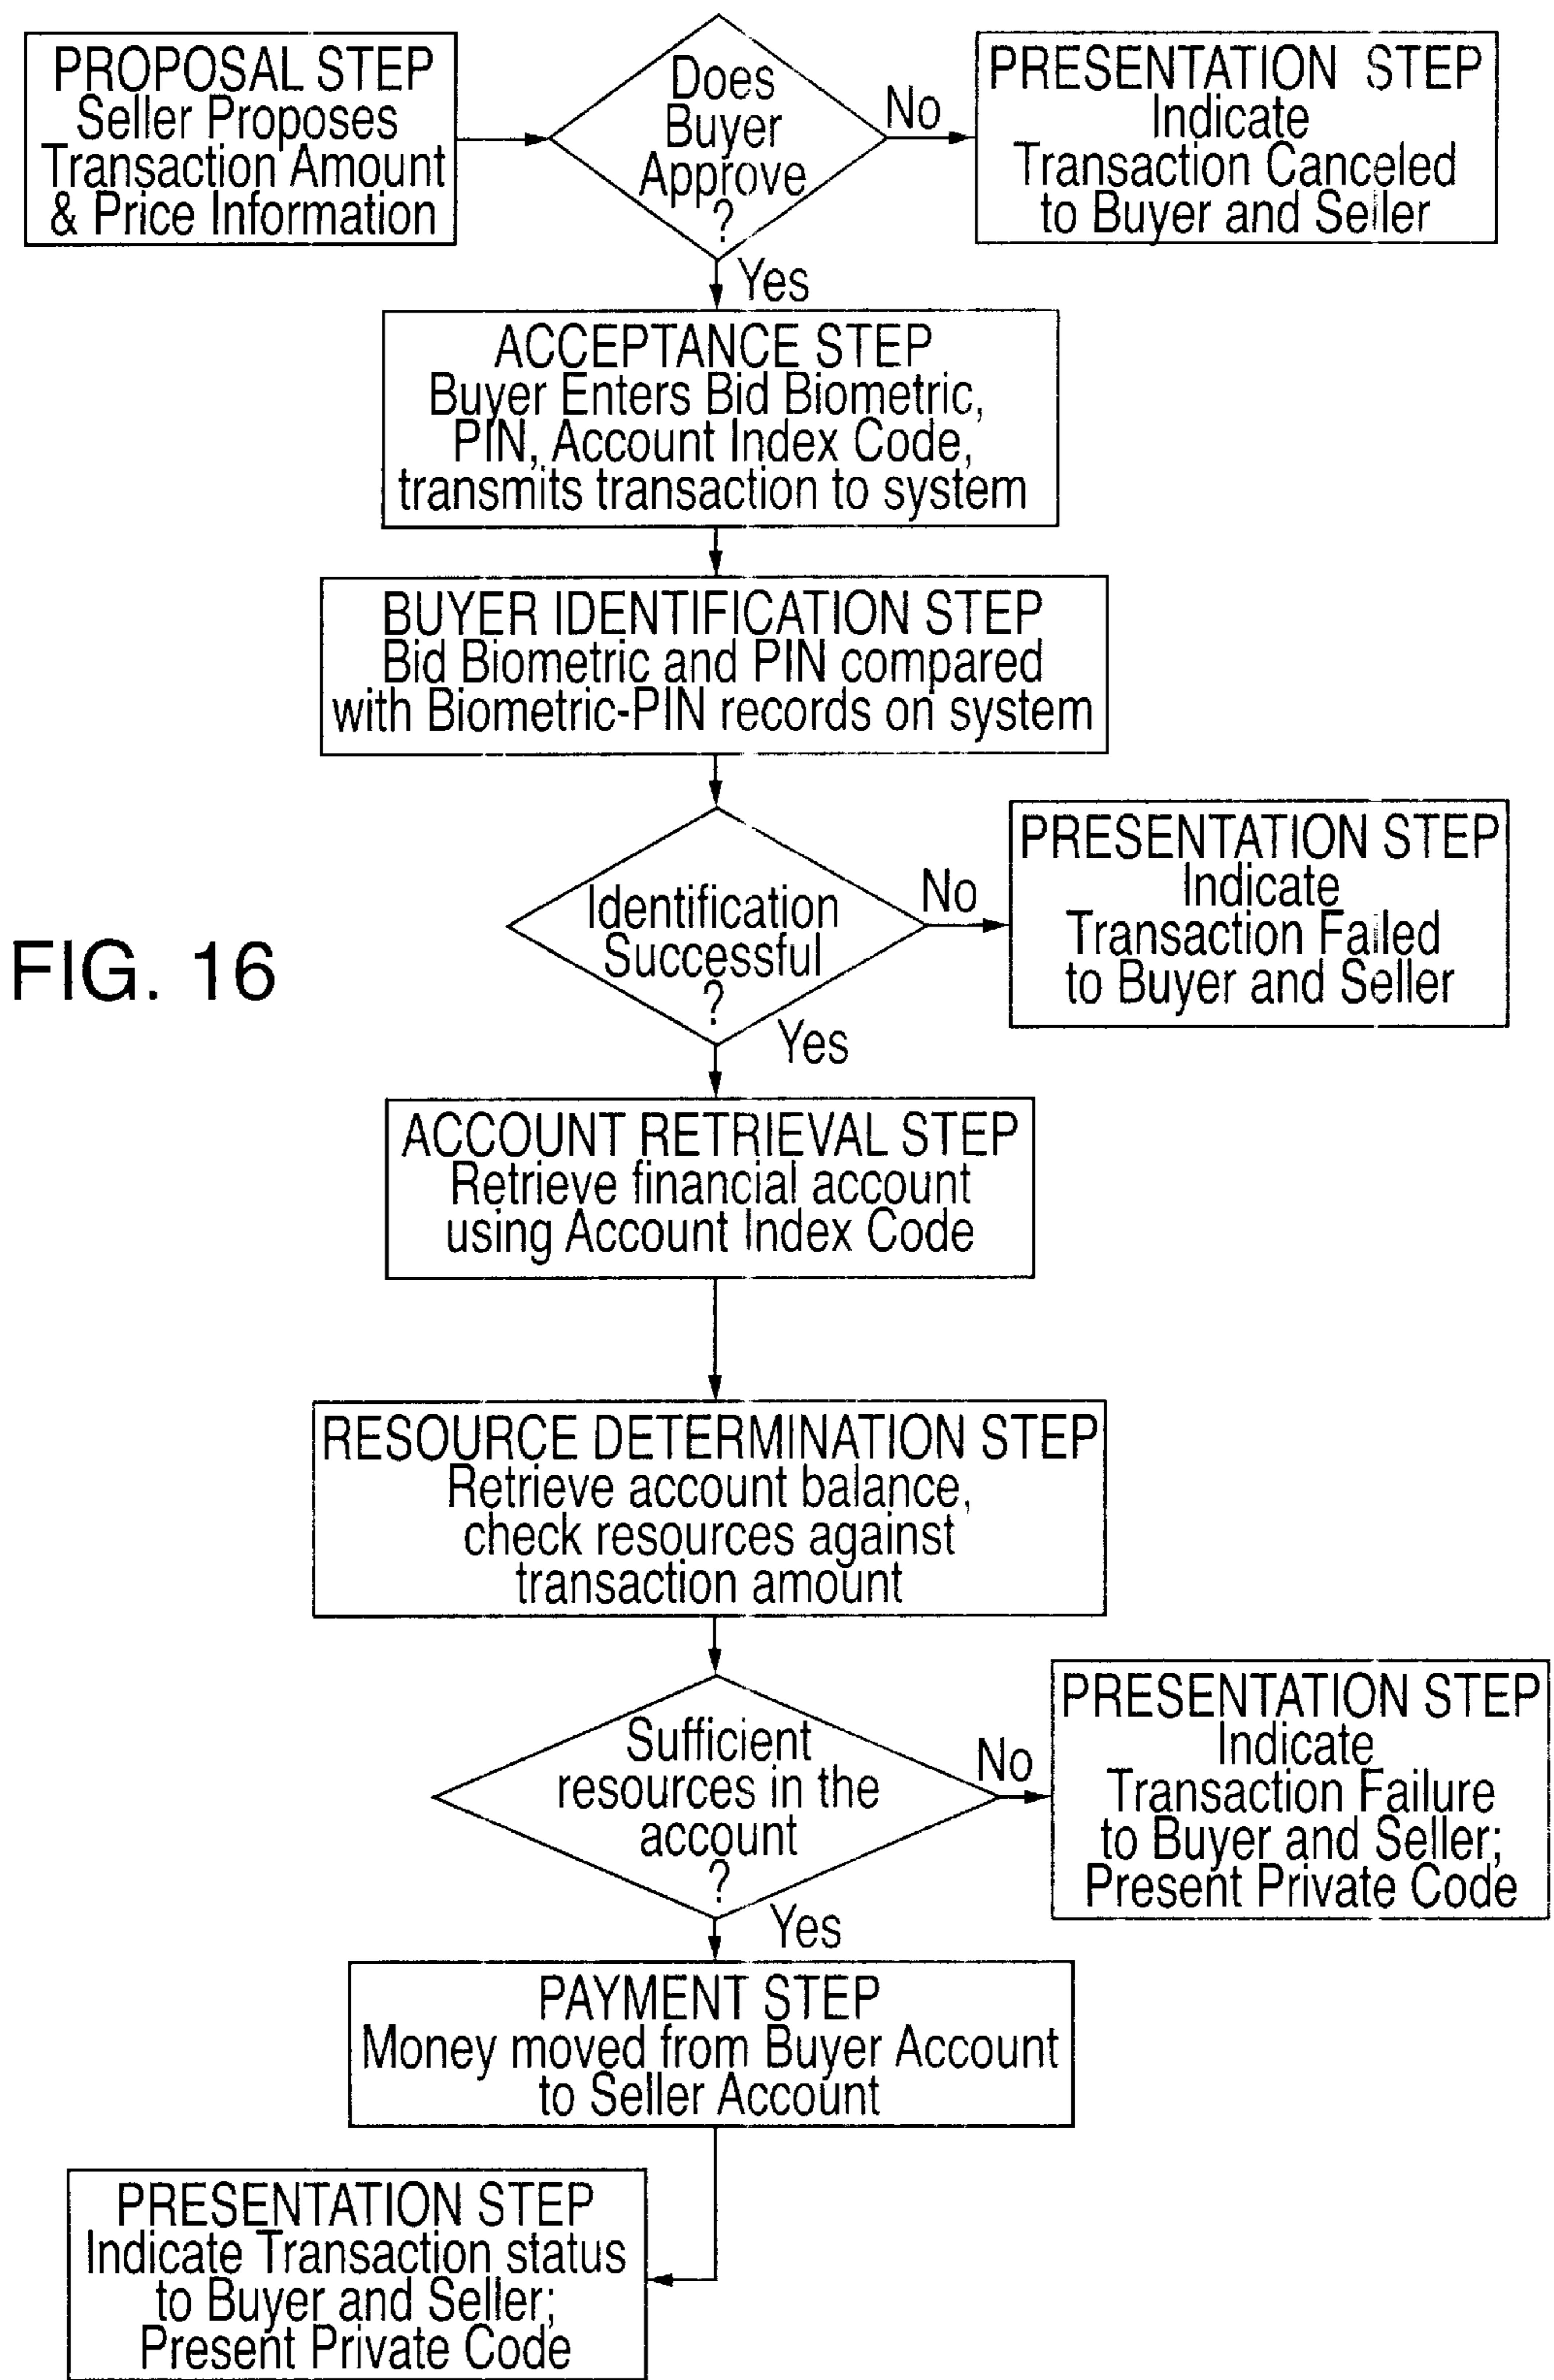 PROPOSAL STEP
Seller Proposes
Transaction Amount
& Price Information
Does
Buyer
Approve
?
No
PRESENTATION STEP
Indicate
Transaction Canceled
to Buyer and Seller
Yes
ACCEPTANCE STEP
Buyer Enters Bid Biometric,
PIN, Account Index Code,
transmits transaction to system
BUYER IDENTIFICATION STEP
Bid Biometric and PIN compared
with Biometric-PIN records on system
Identification
Successful
?
No
PRESENTATION STEP
Indicate
Transaction Failed
to Buyer and Seller
FIG. 16
Yes
ACCOUNT RETRIEVAL STEP
Retrieve financial account
using Account Index Code
RESOURCE DETERMINATION STEP
Retrieve account balance,
check resources against
transaction amount
Sufficient
resources in the
account
?
No
PRESENTATION STEP
Indicate
Transaction Failure
to Buyer and Seller;
Present Private Code
Yes
PAYMENT STEP
Money moved from Buyer Account
to Seller Account
PRESENTATION STEP
Indicate Transaction status
to Buyer and Seller;
Present Private Code